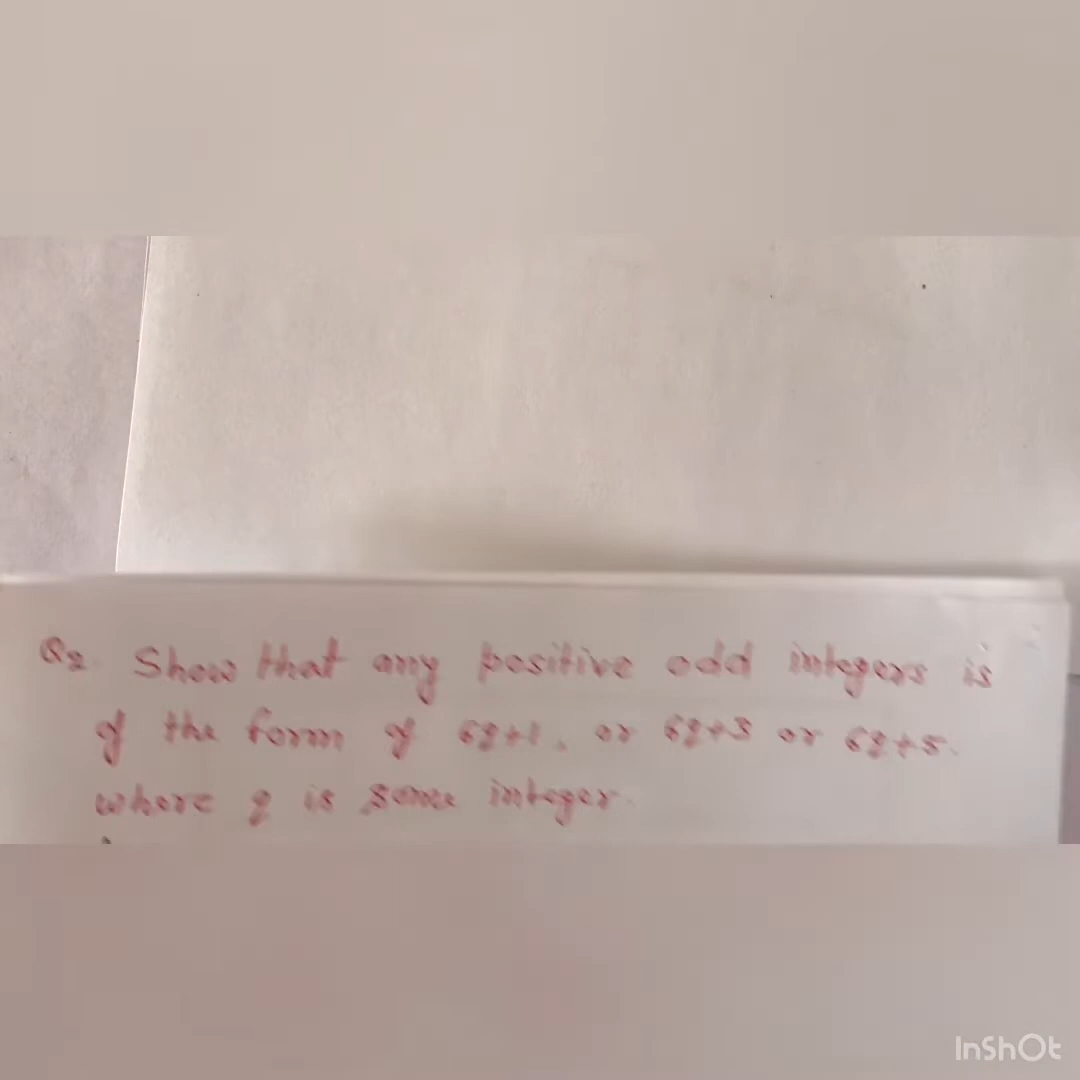 Q2. Show that any positive odd integers is
of the form of 6q+1, or 6q+3 or 6q+5.
where q is some integer.
InShOt